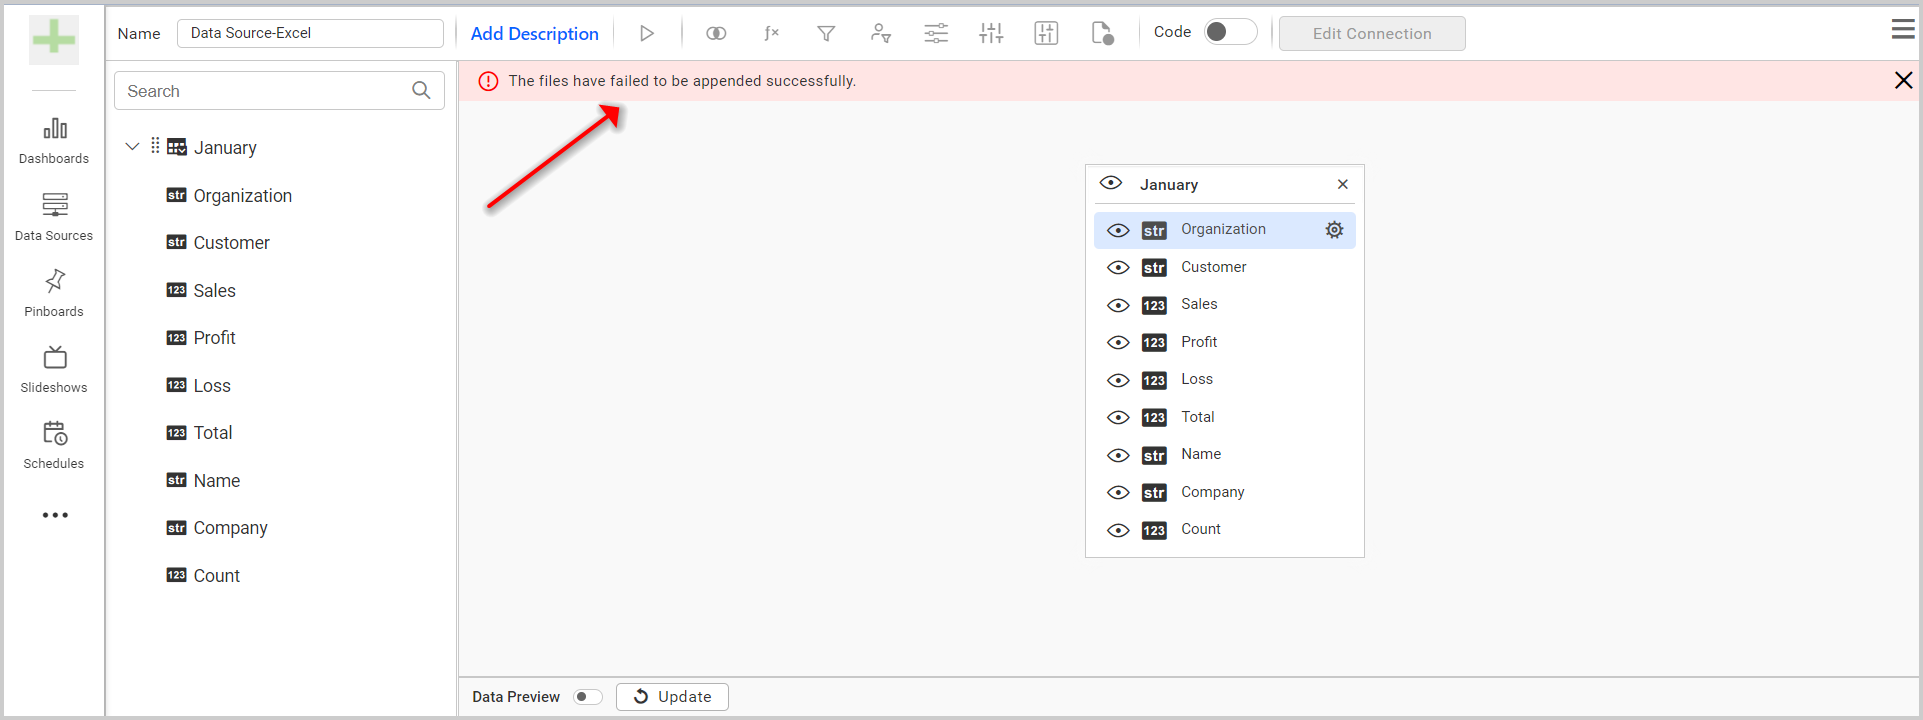 Name
Data Source-Excel
Add Description
fx
Code
Edit Connection
The files have failed to be appended successfully.
Dashboards
Data Sources
Pinboards
Slideshows
Schedules
Search
January
str Organization
str Customer
123 Sales
123 Profit
123 Loss
123 Total
str Name
str Company
123 Count
January
str Organization
str Customer
123 Sales
123 Profit
123 Loss
123 Total
str Name
str Company
123 Count
Data Preview
Update